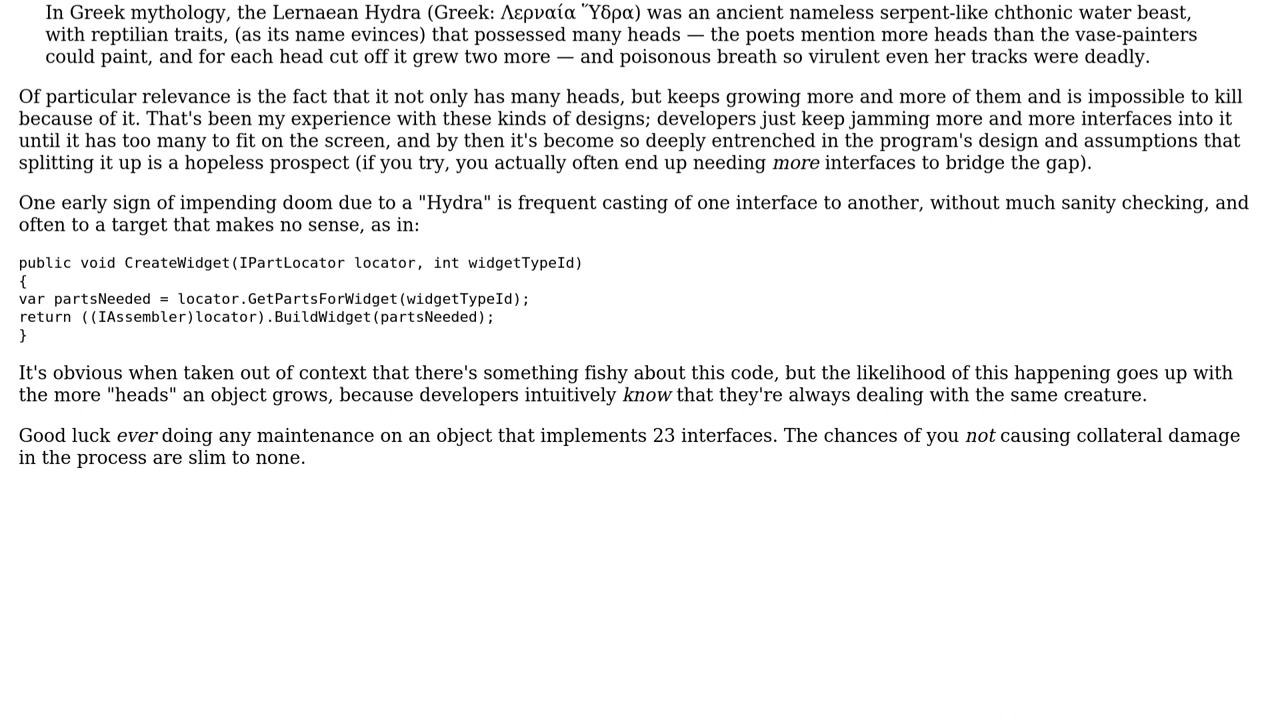 In Greek mythology, the Lernaean Hydra (Greek: Λερναία Ὕδρα) was an ancient nameless serpent-like chthonic water beast,
with reptilian traits, (as its name evinces) that possessed many heads — the poets mention more heads than the vase-painters
could paint, and for each head cut off it grew two more — and poisonous breath so virulent even her tracks were deadly.
Of particular relevance is the fact that it not only has many heads, but keeps growing more and more of them and is impossible to kill
because of it. That's been my experience with these kinds of designs; developers just keep jamming more and more interfaces into it
until it has too many to fit on the screen, and by then it's become so deeply entrenched in the program's design and assumptions that
splitting it up is a hopeless prospect (if you try, you actually often end up needing more interfaces to bridge the gap).
One early sign of impending doom due to a "Hydra" is frequent casting of one interface to another, without much sanity checking, and
often to a target that makes no sense, as in:
public void CreateWidget(IPartLocator locator, int widgetTypeId)
{
var partsNeeded = locator.GetPartsForWidget(widgetTypeId);
return ((IAssembler)locator).BuildWidget(partsNeeded);
}
It's obvious when taken out of context that there's something fishy about this code, but the likelihood of this happening goes up with
the more "heads" an object grows, because developers intuitively know that they're always dealing with the same creature.
Good luck ever doing any maintenance on an object that implements 23 interfaces. The chances of you not causing collateral damage
in the process are slim to none.